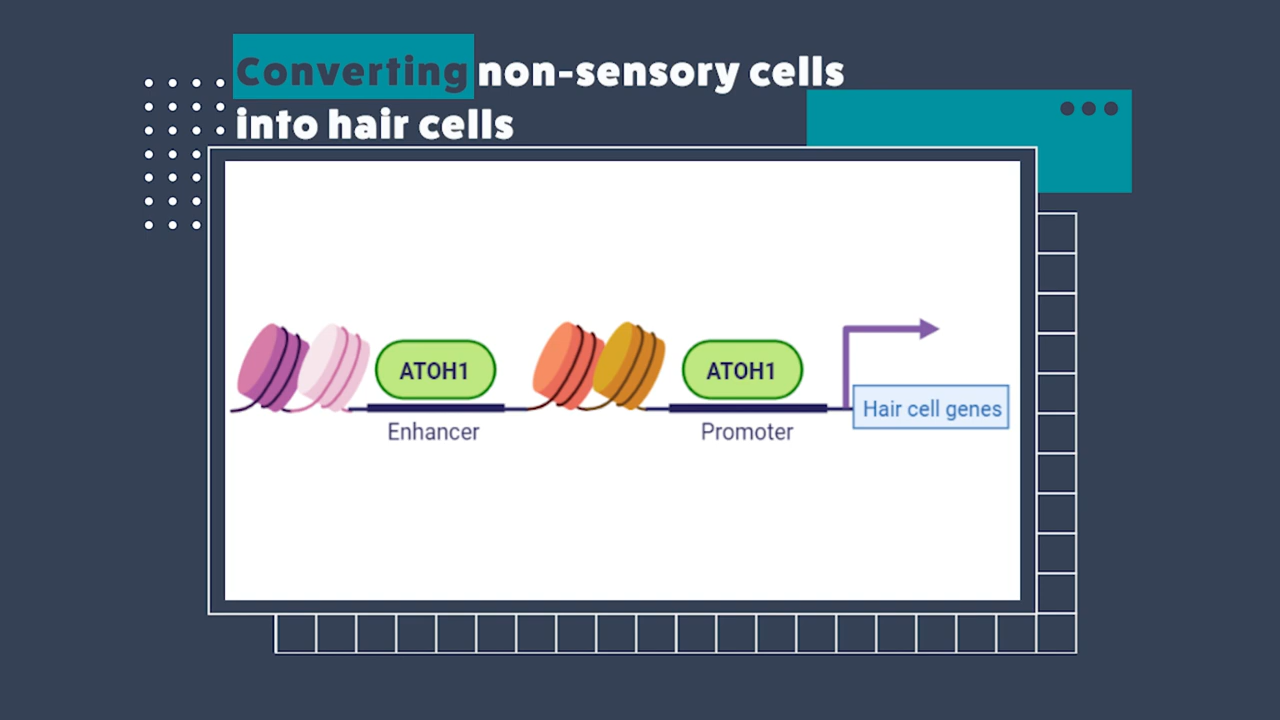 Converting non-sensory cells
into hair cells
ATOH1
ATOH1
Enhancer
Promoter
Hair cell genes